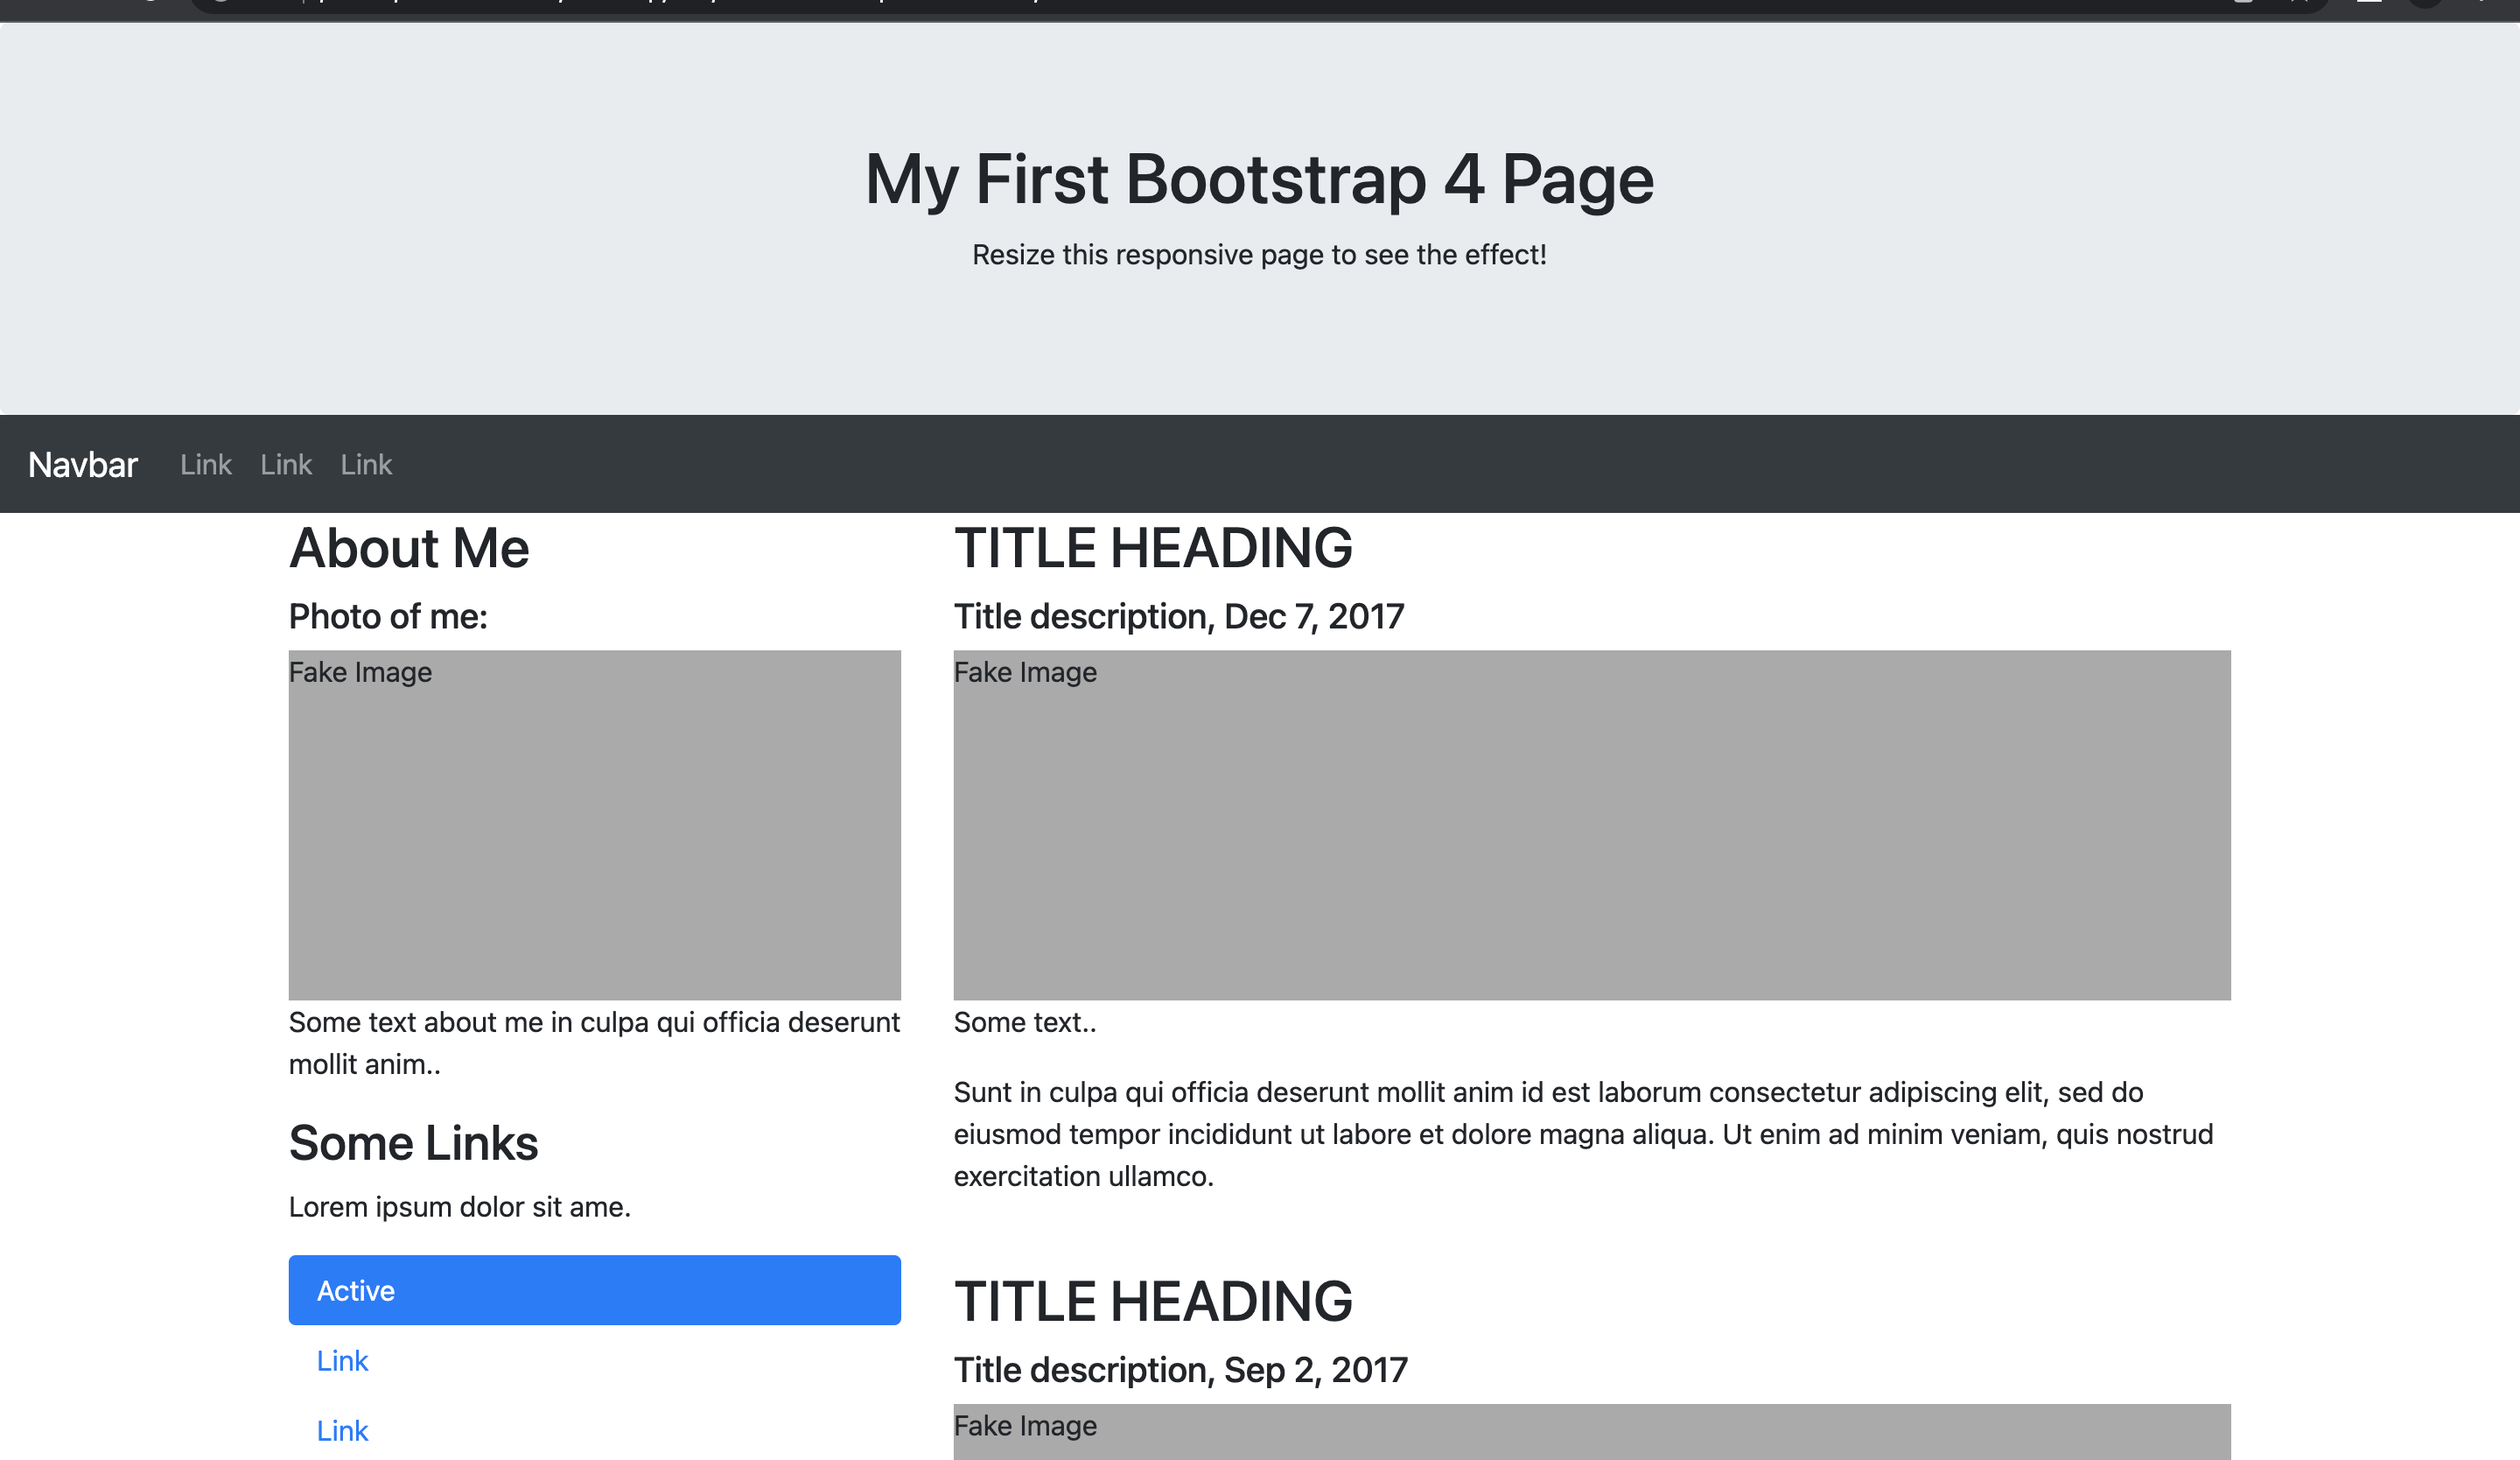 My First Bootstrap 4 Page
Resize this responsive page to see the effect!
Navbar Link Link Link
About Me
Photo of me:
Fake Image
Some text about me in culpa qui officia deserunt
mollit anim..
Some Links
Lorem ipsum dolor sit ame.
Active
Link
Link
TITLE HEADING
Title description, Dec 7, 2017
Fake Image
Some text..
Sunt in culpa qui officia deserunt mollit anim id est laborum consectetur adipiscing elit, sed do
eiusmod tempor incididunt ut labore et dolore magna aliqua. Ut enim ad minim veniam, quis nostrud
exercitation ullamco.
TITLE HEADING
Title description, Sep 2, 2017
Fake Image